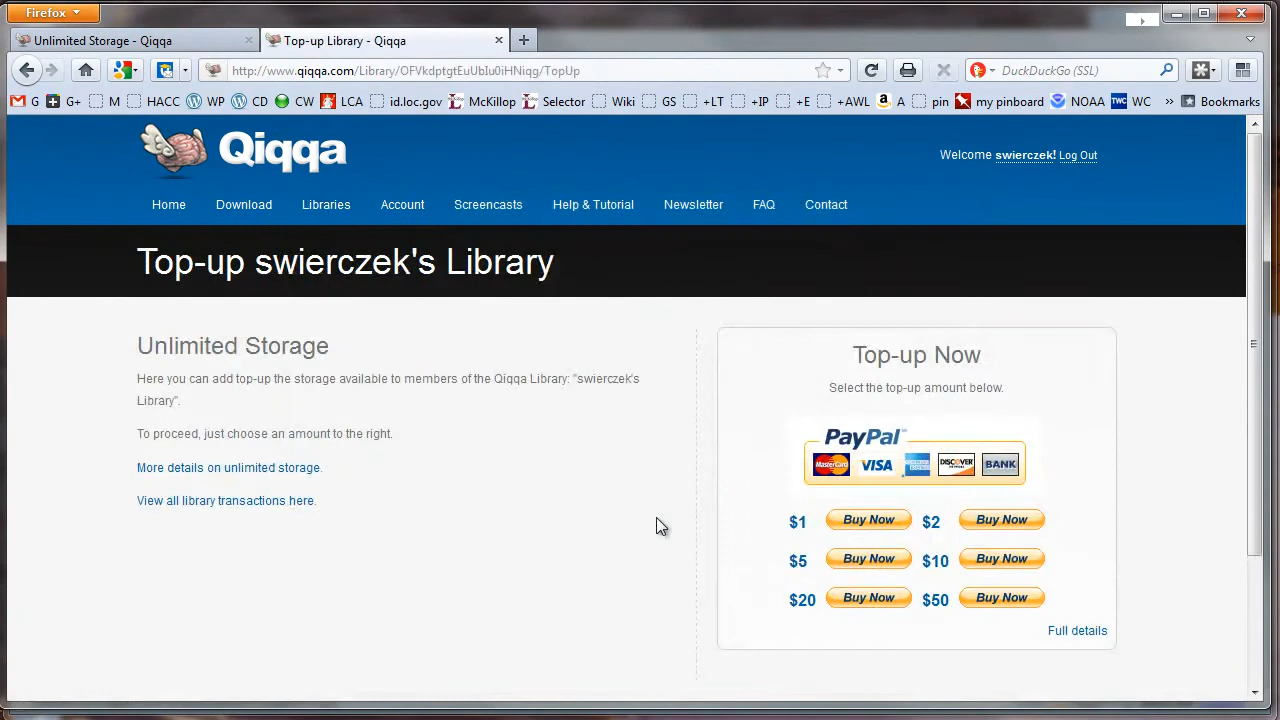 Firefox
Unlimited Storage - Qiqqa
Top-up Library - Qiqqa
http://www.qiqqa.com/Library/OFVkdptgtEuUbIu0iHNiqg/TopUp
DuckDuckGo (SSL)
G G+ M HACC WP CD CW LCA id.loc.gov McKillop Selector Wiki GS +LT +IP +E +AWL A pin my pinboard NOAA TWC WC » Bookmarks
Qiqqa
Welcome swierczek! Log Out
Home Download Libraries Account Screencasts Help & Tutorial Newsletter FAQ Contact
Top-up swierczek's Library
Unlimited Storage
Here you can add top-up the storage available to members of the Qiqqa Library: "swierczek's
Library".
To proceed, just choose an amount to the right.
More details on unlimited storage.
View all library transactions here.
Top-up Now
Select the top-up amount below.
PayPal
MasterCard VISA DISCOVER BANK
$1 Buy Now $2 Buy Now
$5 Buy Now $10 Buy Now
$20 Buy Now $50 Buy Now
Full details